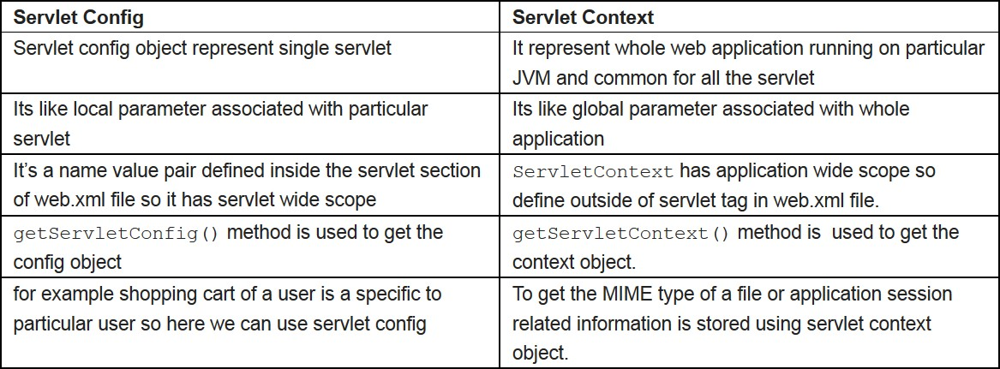 Servlet Config
Servlet Context
Servlet config object represent single servlet
It represent whole web application running on particular
JVM and common for all the servlet
Its like local parameter associated with particular
servlet
Its like global parameter associated with whole
application
It’s a name value pair defined inside the servlet section
of web.xml file so it has servlet wide scope
ServletContext has application wide scope so
define outside of servlet tag in web.xml file.
getServletConfig() method is used to get the
config object
getServletContext() method is  used to get the
context object.
for example shopping cart of a user is a specific to
particular user so here we can use servlet config
To get the MIME type of a file or application session
related information is stored using servlet context
object.